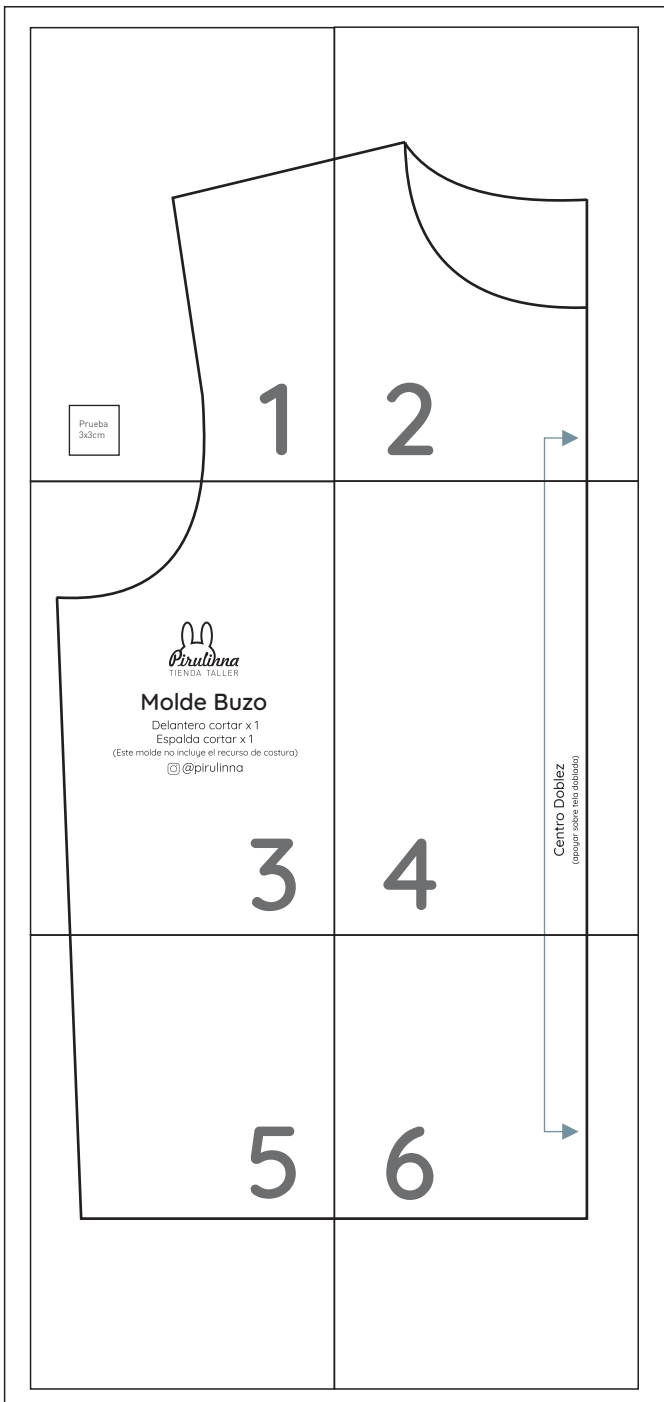 1
2
Prueba
3x3cm
Pirulinna
TIENDA TALLER
Molde Buzo
Delantero cortar x 1
Espalda cortar x 1
(Este molde no incluye el recurso de costura)
@pirulinna
Centro Doblez
(apoyar sobre tela doblada)
3
4
5
6